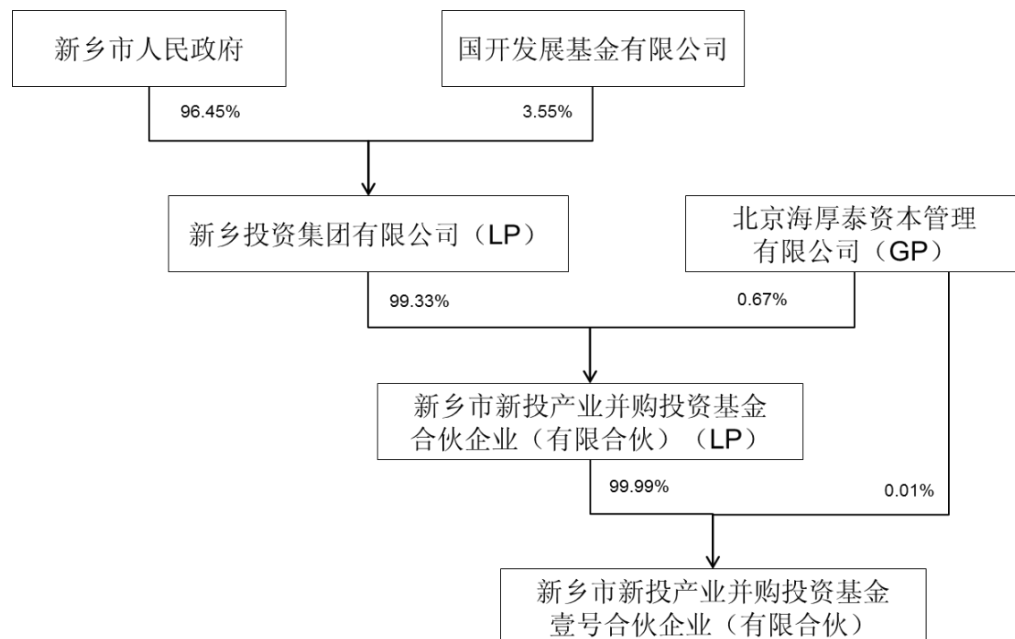 新乡市人民政府
国开发展基金有限公司
96.45%
3.55%
新乡投资集团有限公司（LP）
北京海厚泰资本管理
有限公司（GP）
99.33%
0.67%
新乡市新投产业并购投资基金
合伙企业（有限合伙）（LP）
99.99%
0.01%
新乡市新投产业并购投资基金
壹号合伙企业（有限合伙）